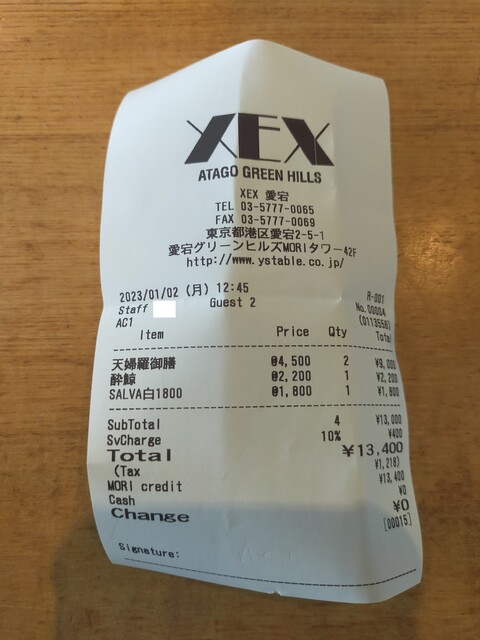 XEX
ATAGO GREEN HILLS
XEX 愛宕
TEL 03-5777-0065
FAX 03-5777-0069
東京都港区愛宕2-5-1
愛宕グリーンヒルズMORIタワー42F
http://www.ystable.co.jp/
2023/01/02 (月) 12:45 R-001
Staff Guest 2 No.00004
AC1 (0113558)
Item Price Qty Total
天婦羅御膳 @4,500 2 ¥9,000
酔鯨 @2,200 1 ¥2,200
SALVA白1800 @1,800 1 ¥1,800
SubTotal 4 ¥13,000
SvCharge 10% ¥400
Total ¥13,400
(Tax ¥1,218)
MORI credit ¥13,400
Cash ¥0
Change ¥0
[00015]
Signature: